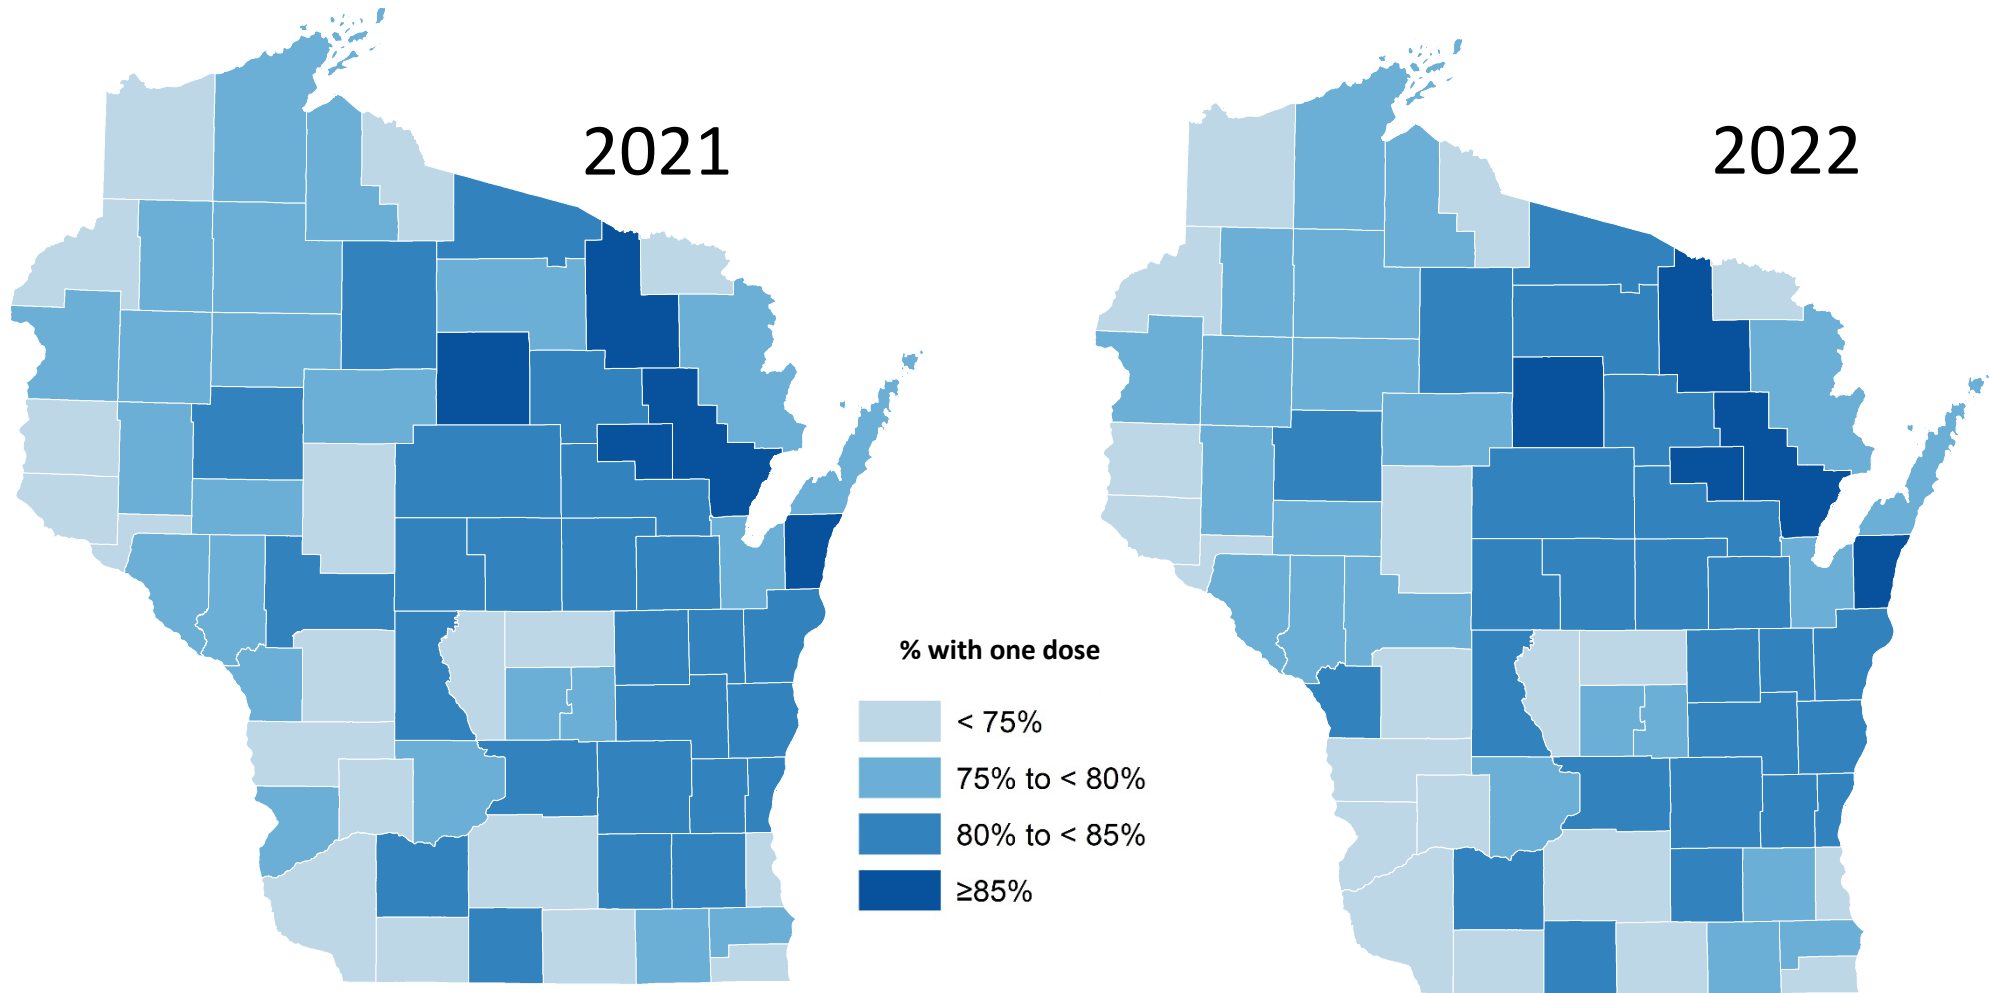 2021
2022
% with one dose
< 75%
75% to < 80%
80% to < 85%
≥85%